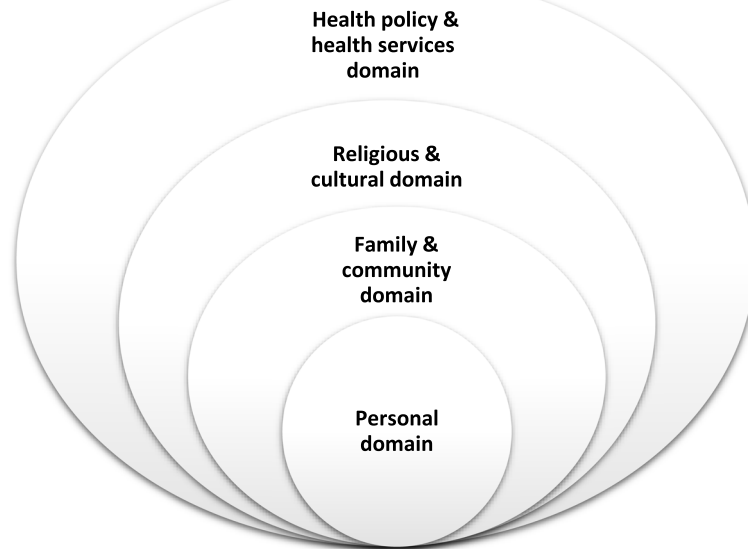 Health policy &
health services
domain
Religious &
cultural domain
Family &
community
domain
Personal
domain